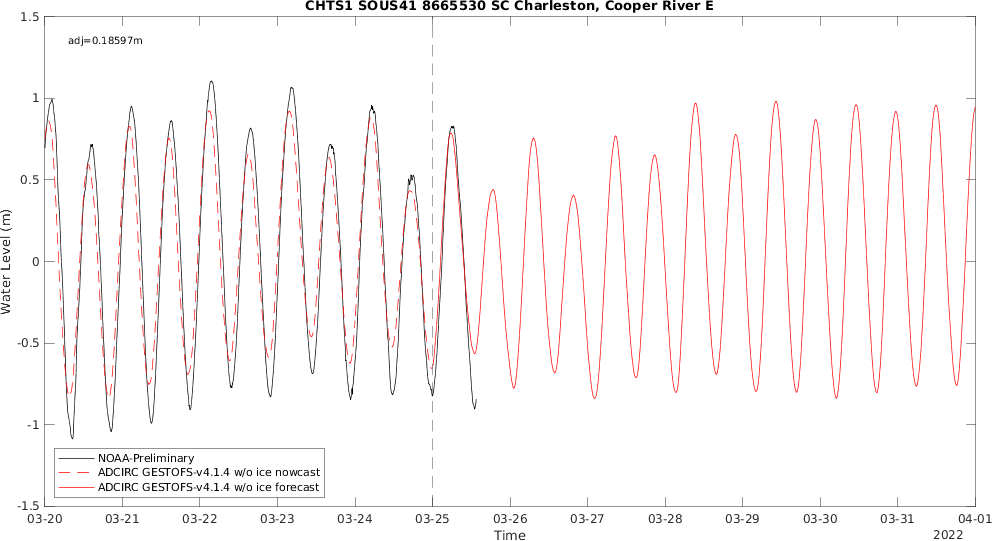 CHTS1 SOUS41 8665530 SC Charleston, Cooper River E
adj=0.18597m
1.5
1
0.5
0
-0.5
-1
-1.5
Water Level (m)
NOAA-Preliminary
ADCIRC GESTOFS-v4.1.4 w/o ice nowcast
ADCIRC GESTOFS-v4.1.4 w/o ice forecast
03-20 03-21 03-22 03-23 03-24 03-25 03-26 03-27 03-28 03-29 03-30 03-31 04-01
Time
2022